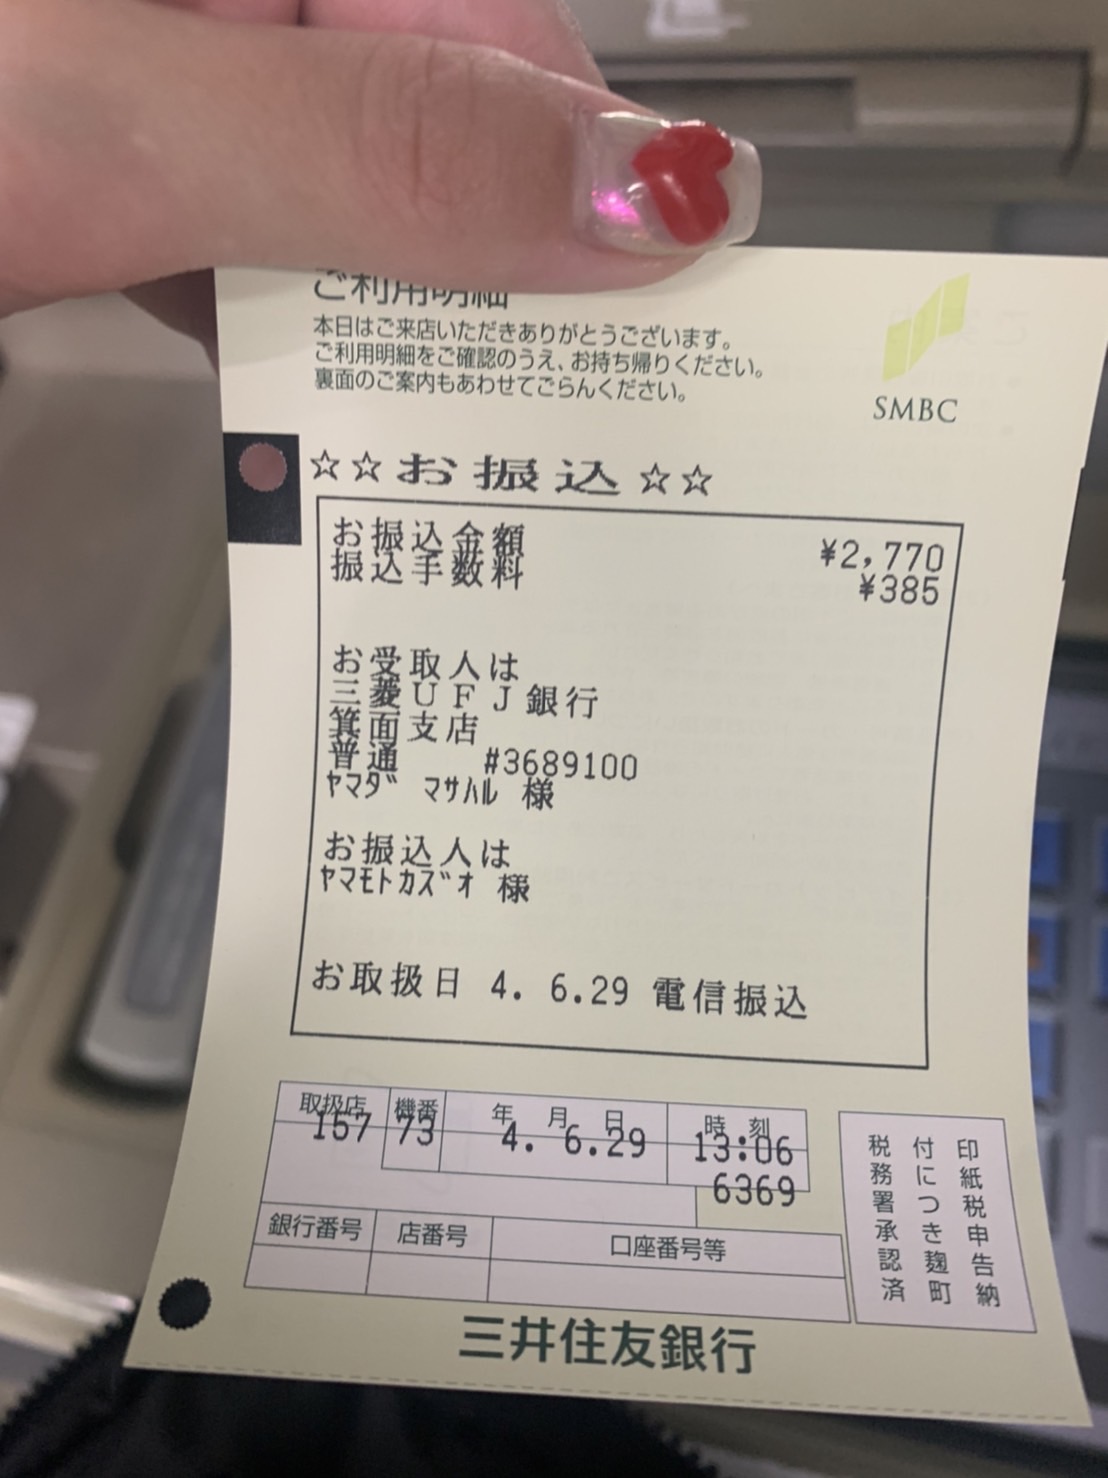 ご利用明細
本日はご来店いただきありがとうございます。
ご利用明細をご確認のうえ、お持ち帰りください。
裏面のご案内もあわせてごらんください。
SMBC
☆☆お振込☆☆
お振込金額 ¥2,770
振込手数料 ¥385
お受取人は
三菱UFJ銀行
箕面支店
普通 #3689100
ヤマダ マサハル 様
お振込人は
ヤマモトカズオ 様
お取扱日 4. 6.29 電信振込
取扱店 機番 年 月 日 時 刻
157 73 4. 6.29 13:06
6369
銀行番号 店番号 口座番号等
印紙税申告納
付につき麹町
税務署承認済
三井住友銀行